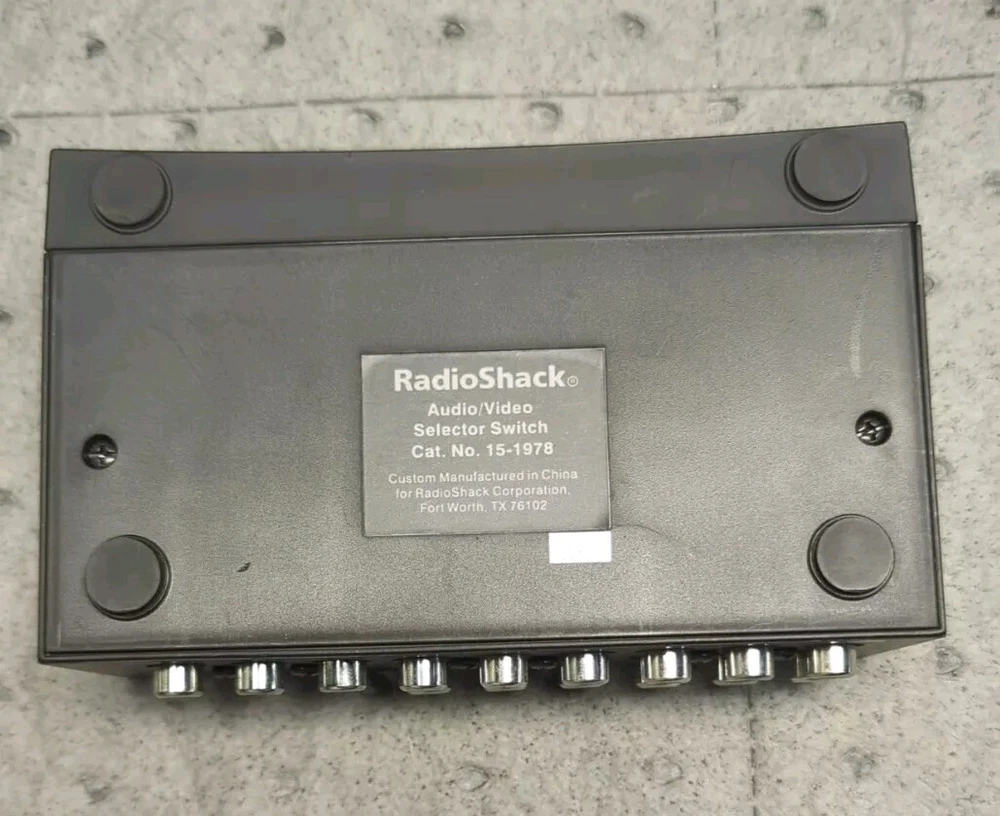 RadioShack®
Audio/Video
Selector Switch
Cat. No. 15-1978
Custom Manufactured in China
for RadioShack Corporation,
Fort Worth, TX 76102